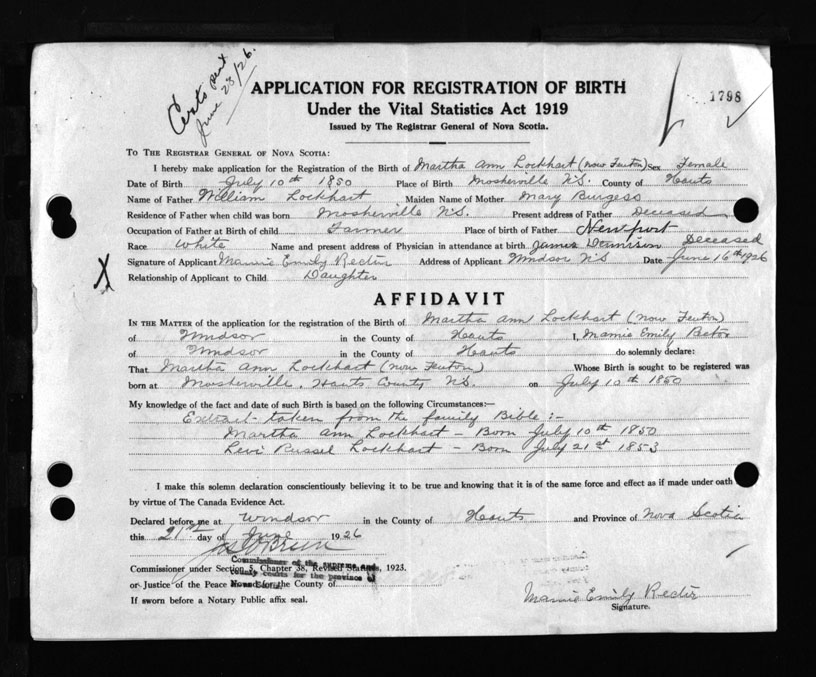 Certs sent
June 23/26.
1798
APPLICATION FOR REGISTRATION OF BIRTH
Under the Vital Statistics Act 1919
Issued by The Registrar General of Nova Scotia.
TO THE REGISTRAR GENERAL OF NOVA SCOTIA:
I hereby make application for the Registration of the Birth of Martha Ann Lockhart (now Fenton) Sex Female
Date of Birth July 10th 1850 Place of Birth Mosherville N.S. County of Hants
Name of Father William Lockhart Maiden Name of Mother Mary Burgess
Residence of Father when child was born Mosherville N.S. Present address of Father Deceased
Occupation of Father at Birth of child Farmer Place of birth of Father Newport
Race White Name and present address of Physician in attendance at birth James Dennison Deceased
Signature of Applicant Mamie Emily Rector Address of Applicant Windsor N S Date June 16th 1926
Relationship of Applicant to Child Daughter
X
AFFIDAVIT
IN THE MATTER of the application for the registration of the Birth of Martha Ann Lockhart (now Fenton)
of Windsor in the County of Hants I, Mamie Emily Rector
of Windsor in the County of Hants do solemnly declare:
That Martha Ann Lockhart (now Fenton) Whose Birth is sought to be registered was
born at Mosherville, Hants County N.S. on July 10th 1850
My knowledge of the fact and date of such Birth is based on the following Circumstances:—
Extract taken from the family Bible:-
Martha Ann Lockhart - Born July 10th 1850
Levi Russel Lockhart - Born July 21st 1853
I make this solemn declaration conscientiously believing it to be true and knowing that it is of the same force and effect as if made under oath
by virtue of The Canada Evidence Act.
Declared before me at Windsor in the County of Hants and Province of Nova Scotia
this 21st day of June 1926
Commissioner of the supreme and
Commissioner under Section 5, Chapter 38, Revised Statutes, 1923.
county courts for the province of
or Justice of the Peace for the County of
If sworn before a Notary Public affix seal.
Mamie Emily Rector
Signature.